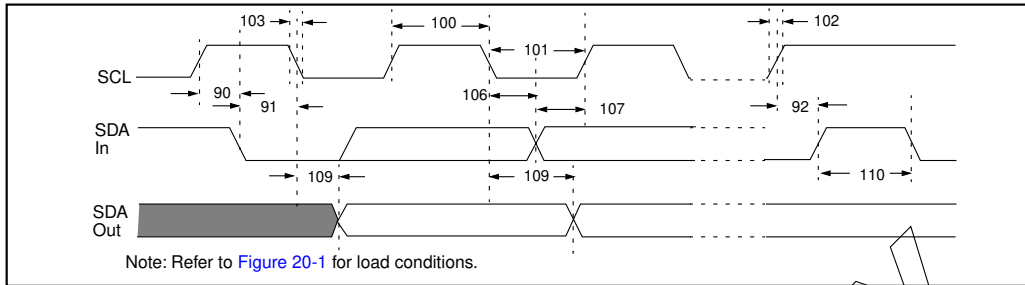 103
100
102
101
SCL
106
107
90
91
92
SDA
In
109
109
110
SDA
Out
Note: Refer to Figure 20-1 for load conditions.